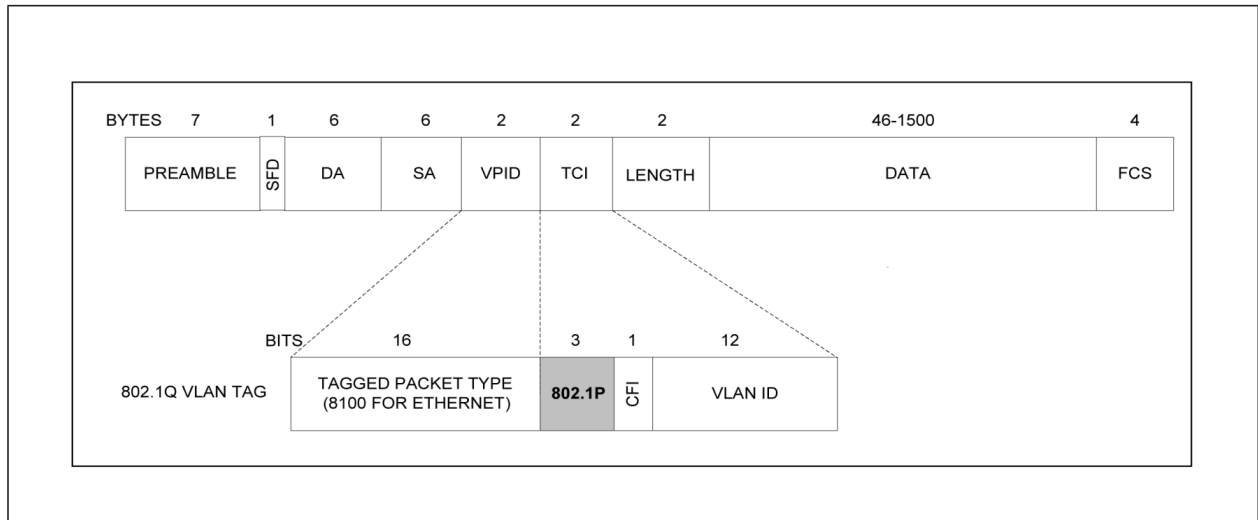 BYTES 7 1 6 6 2 2 2 46-1500 4
PREAMBLE SFD DA SA VPID TCI LENGTH DATA FCS
BITS 16 3 1 12
802.1Q VLAN TAG
TAGGED PACKET TYPE
(8100 FOR ETHERNET)
802.1P CFI VLAN ID